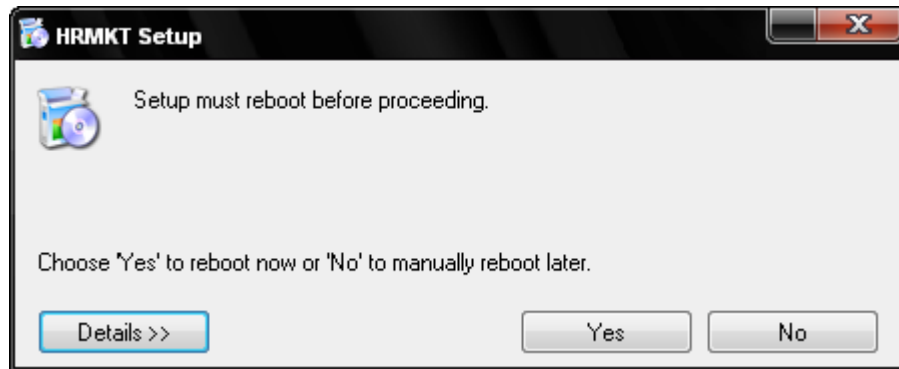 HRMKT Setup
Setup must reboot before proceeding.
Choose 'Yes' to reboot now or 'No' to manually reboot later.
Details >>
Yes
No